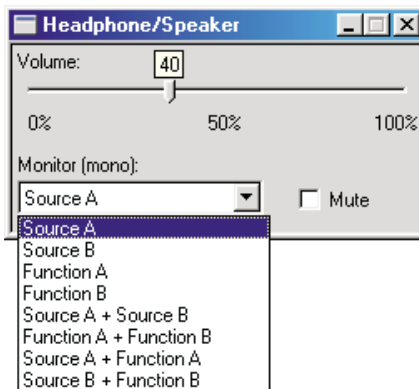 Headphone/Speaker
Volume:
40
0% 50% 100%
Monitor (mono):
Source A
Mute
Source A
Source B
Function A
Function B
Source A + Source B
Function A + Function B
Source A + Function A
Source B + Function B